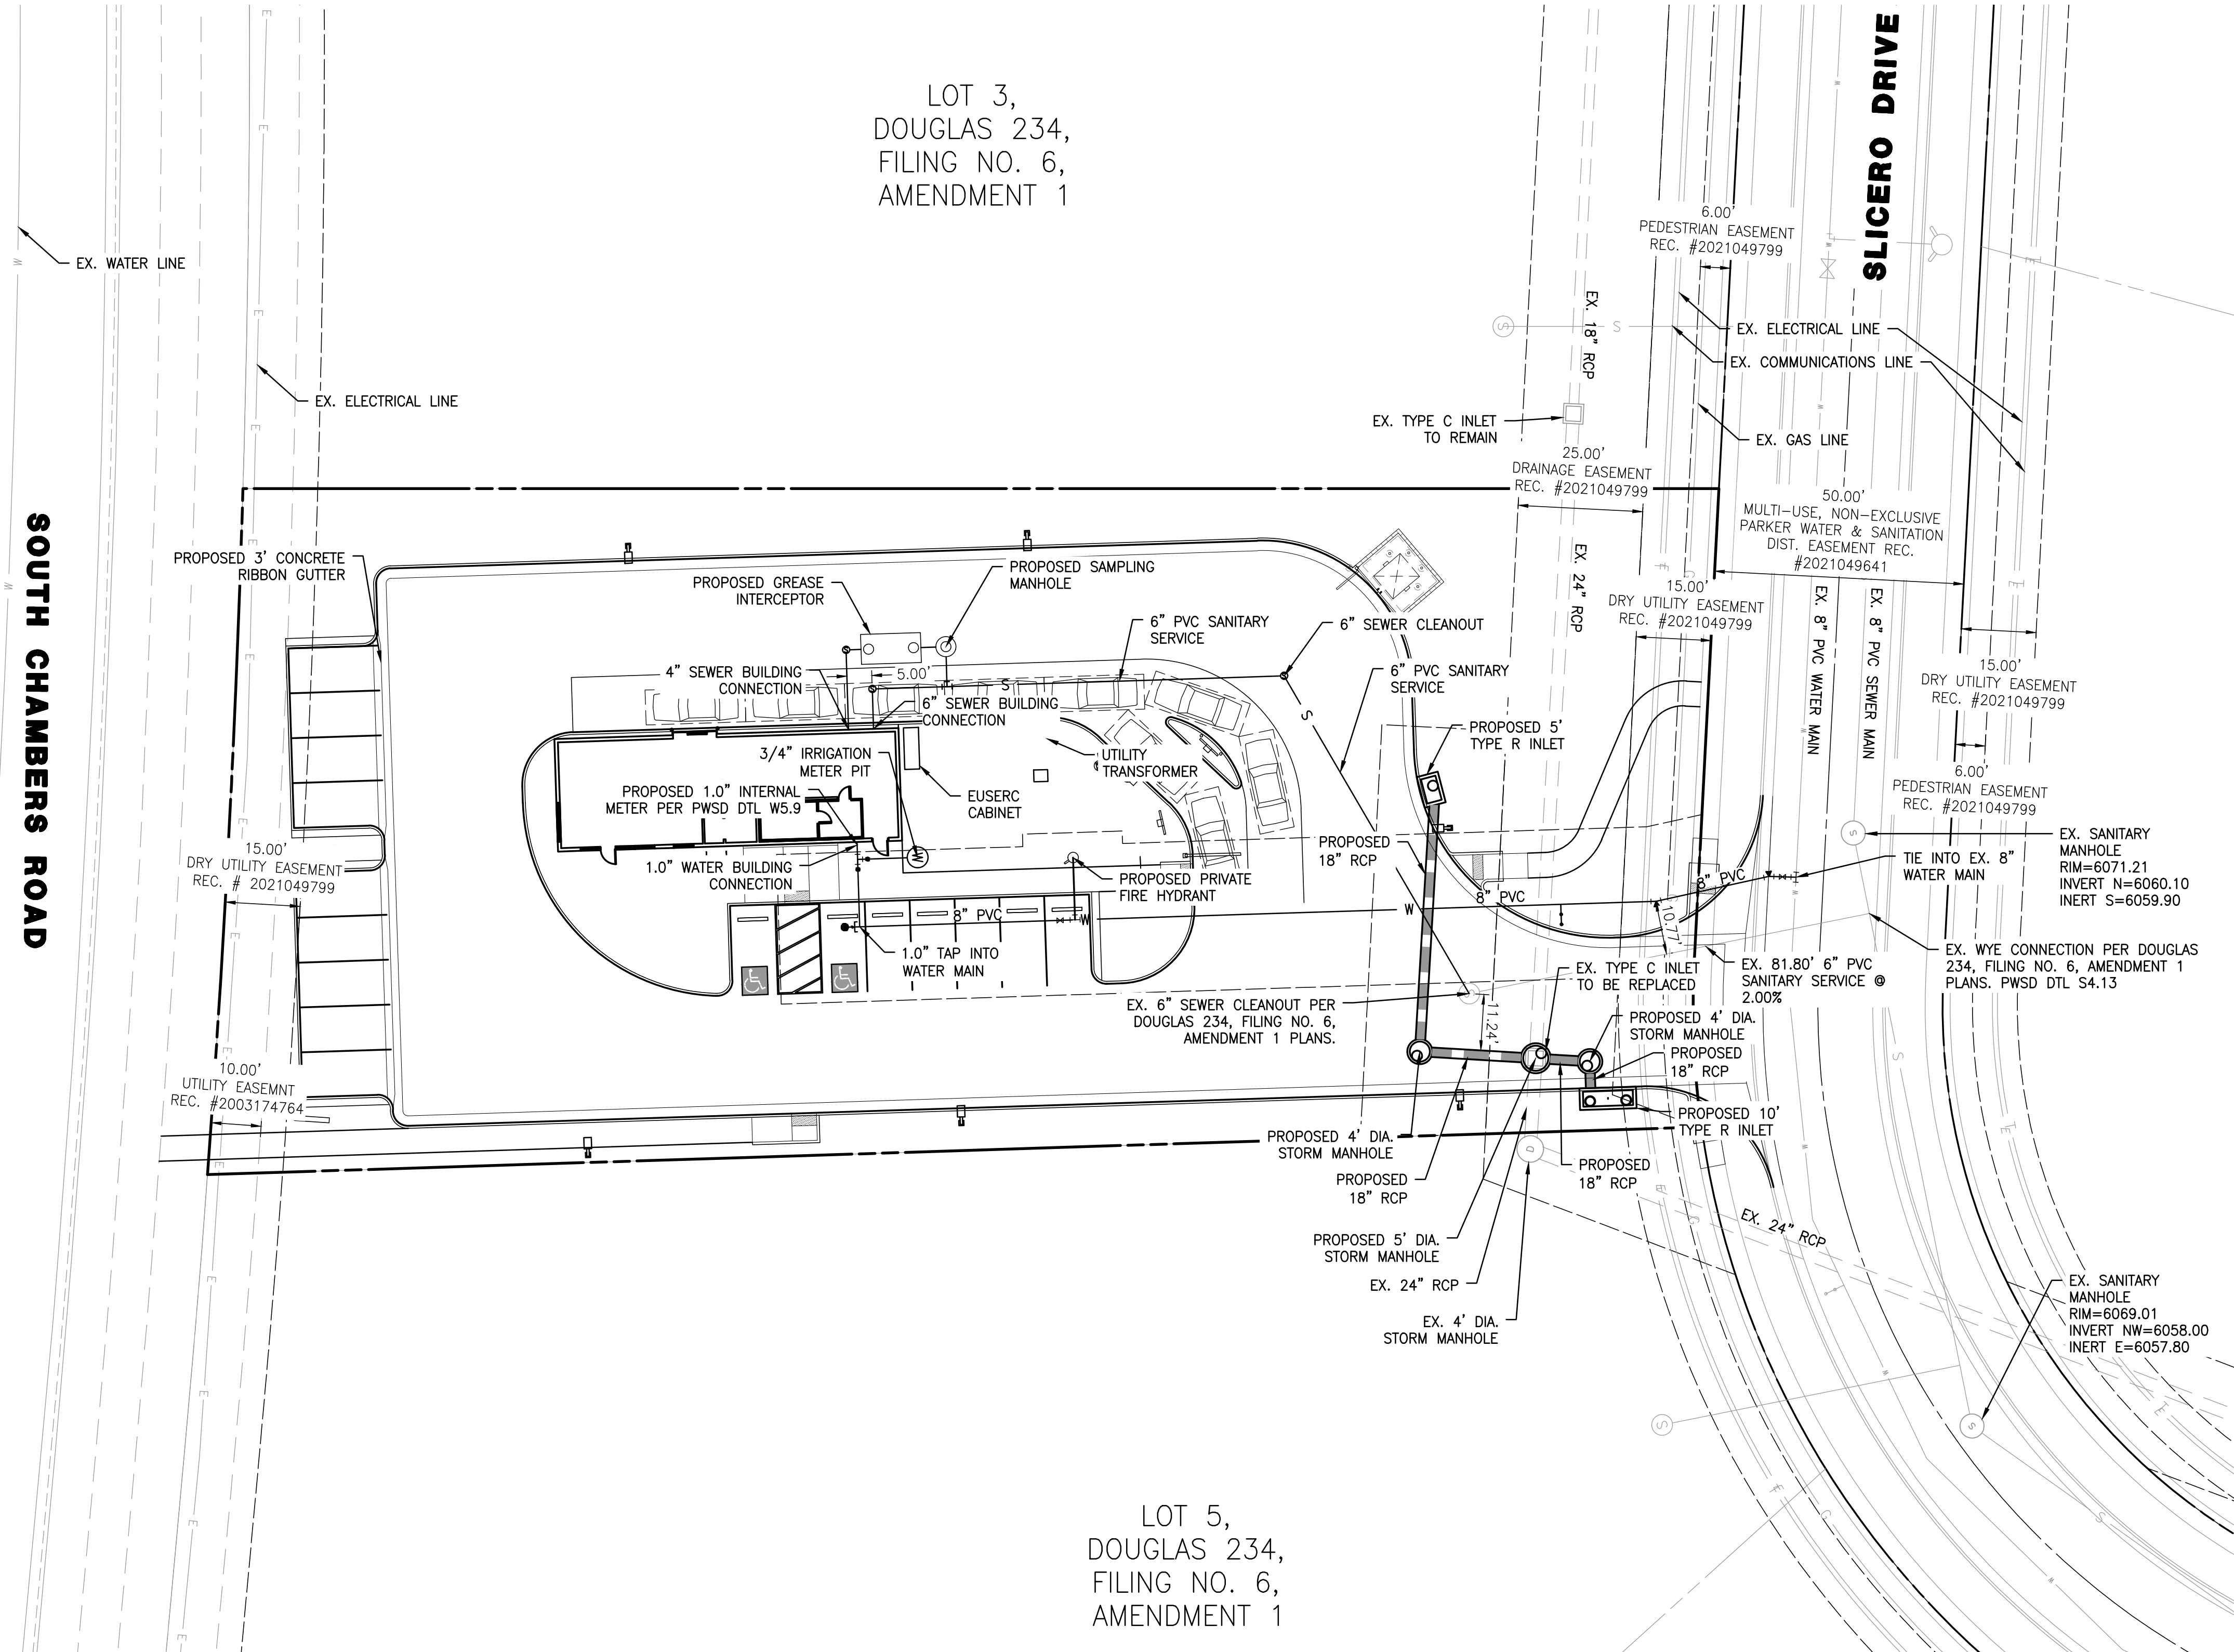 LOT 3,
DOUGLAS 234,
FILING NO. 6,
AMENDMENT 1
SLICERO DRIVE
SOUTH CHAMBERS ROAD
EX. WATER LINE
EX. ELECTRICAL LINE
6.00'
PEDESTRIAN EASEMENT
REC. #2021049799
EX. ELECTRICAL LINE
EX. COMMUNICATIONS LINE
EX. 18" RCP
EX. TYPE C INLET
TO REMAIN
EX. GAS LINE
25.00'
DRAINAGE EASEMENT
REC. #2021049799
50.00'
MULTI-USE, NON-EXCLUSIVE
PARKER WATER & SANITATION
DIST. EASEMENT REC.
#2021049641
PROPOSED 3' CONCRETE
RIBBON GUTTER
PROPOSED GREASE
INTERCEPTOR
PROPOSED SAMPLING
MANHOLE
EX. 24" RCP
15.00'
DRY UTILITY EASEMENT
REC. #2021049799
EX. 8" PVC WATER MAIN
EX. 8" PVC SEWER MAIN
6" PVC SANITARY
SERVICE
6" SEWER CLEANOUT
4" SEWER BUILDING
CONNECTION
5.00'
S
6" PVC SANITARY
SERVICE
15.00'
DRY UTILITY EASEMENT
REC. #2021049799
6" SEWER BUILDING
CONNECTION
S
PROPOSED 5'
TYPE R INLET
3/4" IRRIGATION
METER PIT
UTILITY
TRANSFORMER
6.00'
PEDESTRIAN EASEMENT
REC. #2021049799
PROPOSED 1.0" INTERNAL
METER PER PWSD DTL W5.9
EUSERC
CABINET
PROPOSED
18" RCP
EX. SANITARY
MANHOLE
RIM=6071.21
INVERT N=6060.10
INERT S=6059.90
15.00'
DRY UTILITY EASEMENT
REC. # 2021049799
1.0" WATER BUILDING
CONNECTION
PROPOSED PRIVATE
FIRE HYDRANT
TIE INTO EX. 8"
WATER MAIN
8" PVC
8" PVC
8" PVC
W
W
10.77'
1.0" TAP INTO
WATER MAIN
EX. TYPE C INLET
TO BE REPLACED
EX. 81.80' 6" PVC
SANITARY SERVICE @
2.00%
EX. WYE CONNECTION PER DOUGLAS
234, FILING NO. 6, AMENDMENT 1
PLANS. PWSD DTL S4.13
EX. 6" SEWER CLEANOUT PER
DOUGLAS 234, FILING NO. 6,
AMENDMENT 1 PLANS.
11.24'
PROPOSED 4' DIA.
STORM MANHOLE
PROPOSED
18" RCP
10.00'
UTILITY EASEMNT
REC. #2003174764
PROPOSED 10'
TYPE R INLET
PROPOSED 4' DIA.
STORM MANHOLE
PROPOSED
18" RCP
PROPOSED
18" RCP
PROPOSED 5' DIA.
STORM MANHOLE
EX. 24" RCP
EX. 24" RCP
EX. 4' DIA.
STORM MANHOLE
EX. SANITARY
MANHOLE
RIM=6069.01
INVERT NW=6058.00
INERT E=6057.80
LOT 5,
DOUGLAS 234,
FILING NO. 6,
AMENDMENT 1